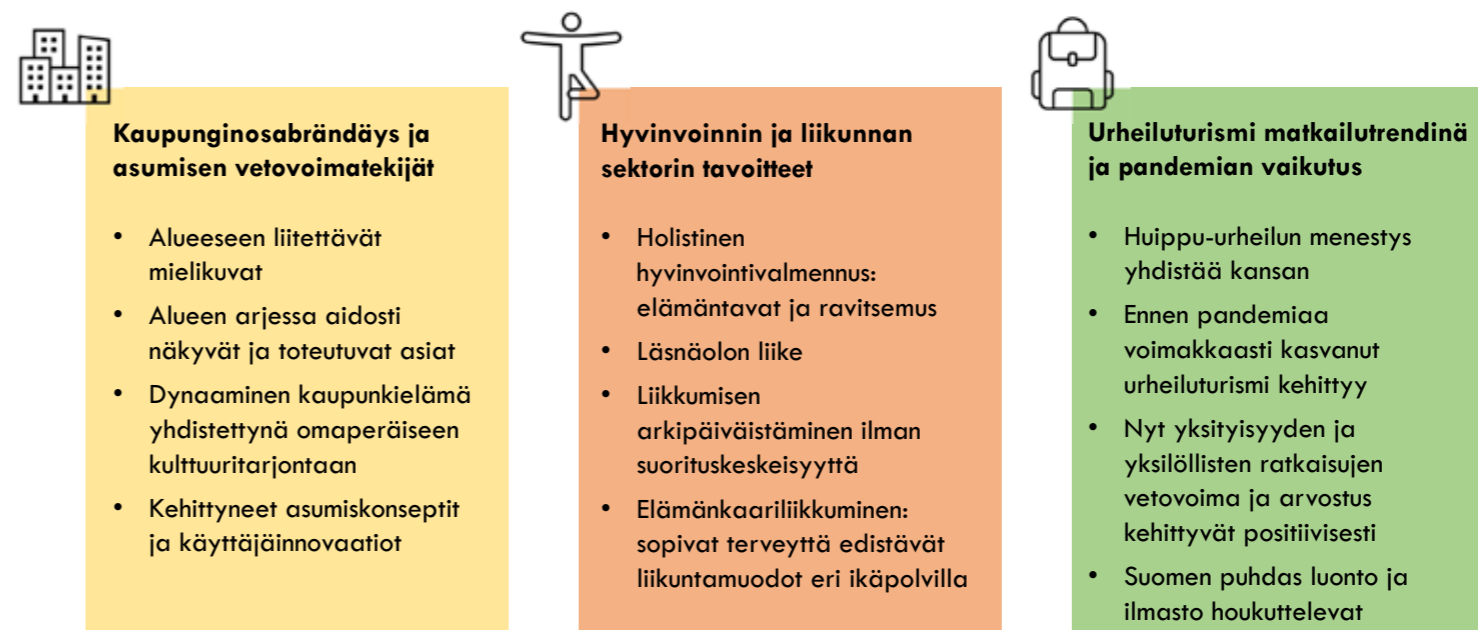 Kaupunginosabrändäys ja
asumisen vetovoimatekijät
• Alueeseen liitettävät
mielikuvat
• Alueen arjessa aidosti
näkyvät ja toteutuvat asiat
• Dynaaminen kaupunkielämä
yhdistettynä omaperäiseen
kulttuuritarjontaan
• Kehittyneet asumiskonseptit
ja käyttäjäinnovaatiot
Hyvinvoinnin ja liikunnan
sektorin tavoitteet
• Holistinen
hyvinvointivalmennus:
elämäntavat ja ravitsemus
• Läsnäolon liike
• Liikkumisen
arkipäiväistäminen ilman
suorituskeskeisyyttä
• Elämänkaariliikkuminen:
sopivat terveyttä edistävät
liikuntamuodot eri ikäpolvilla
Urheiluturismi matkailutrendinä
ja pandemian vaikutus
• Huippu-urheilun menestys
yhdistää kansan
• Ennen pandemiaa
voimakkaasti kasvanut
urheiluturismi kehittyy
• Nyt yksityisyyden ja
yksilöllisten ratkaisujen
vetovoima ja arvostus
kehittyvät positiivisesti
• Suomen puhdas luonto ja
ilmasto houkuttelevat